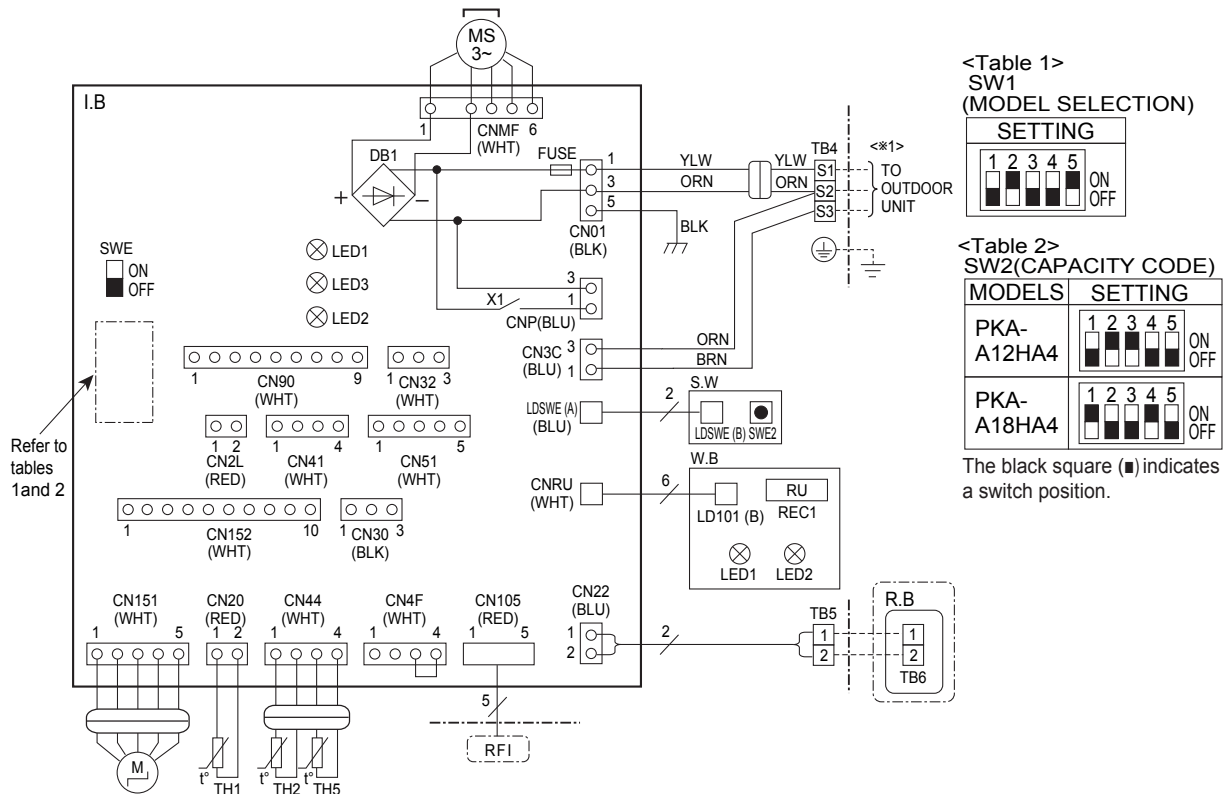 MS
3~
I.B
1 CNMF 6
(WHT)
DB1
FUSE
+
−
1
3
5
CN01
(BLK)
YLW
ORN
BLK
YLW
ORN
TB4
S1
S2
S3
<※1>
TO
OUTDOOR
UNIT
SWE
ON
OFF
LED1
LED3
LED2
X1
3
1
CNP(BLU)
CN3C
(BLU)
3
1
ORN
BRN
1 9
CN90
(WHT)
1 3
CN32
(WHT)
LDSWE (A)
(BLU)
2
S.W
LDSWE (B) SWE2
Refer to
tables
1and 2
1 2
CN2L
(RED)
1 4
CN41
(WHT)
1 5
CN51
(WHT)
CNRU
(WHT)
6
W.B
LD101 (B)
RU
REC1
LED1 LED2
1 10
CN152
(WHT)
1 3
CN30
(BLK)
CN151
(WHT)
1 5
CN20
(RED)
1 2
CN44
(WHT)
1 4
CN4F
(WHT)
1 4
CN105
(RED)
1 5
CN22
(BLU)
1
2
2
TB5
1
2
R.B
1
2
TB6
M
t°
TH1
t°
TH2
t°
TH5
5
RFI
<Table 1>
SW1
(MODEL SELECTION)
SETTING
1 2 3 4 5
ON
OFF
<Table 2>
SW2(CAPACITY CODE)
MODELS SETTING
PKA-
A12HA4
1 2 3 4 5
ON
OFF
PKA-
A18HA4
1 2 3 4 5
ON
OFF
The black square (■) indicates
a switch position.